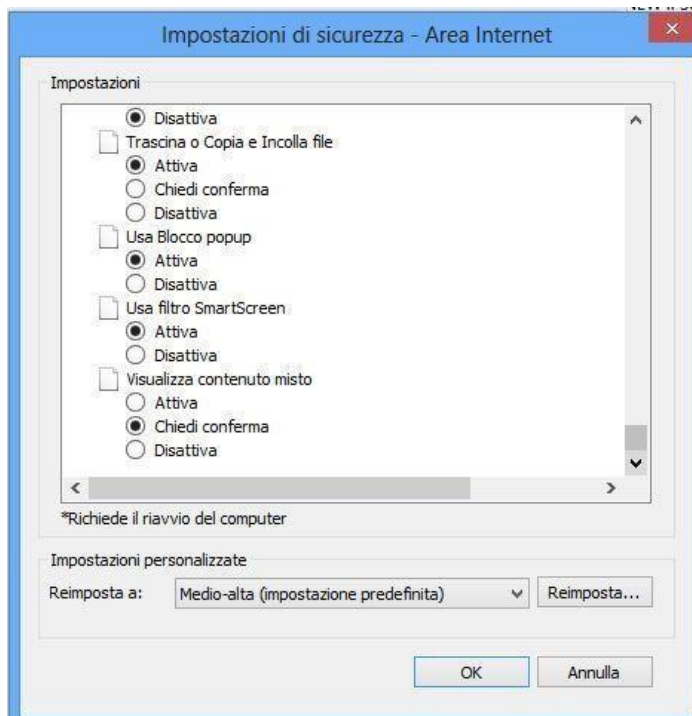 Impostazioni di sicurezza - Area Internet
Impostazioni
Disattiva
Trascina o Copia e Incolla file
Attiva
Chiedi conferma
Disattiva
Usa Blocco popup
Attiva
Disattiva
Usa filtro SmartScreen
Attiva
Disattiva
Visualizza contenuto misto
Attiva
Chiedi conferma
Disattiva
*Richiede il riavvio del computer
Impostazioni personalizzate
Reimposta a: Medio-alta (impostazione predefinita) Reimposta...
OK Annulla